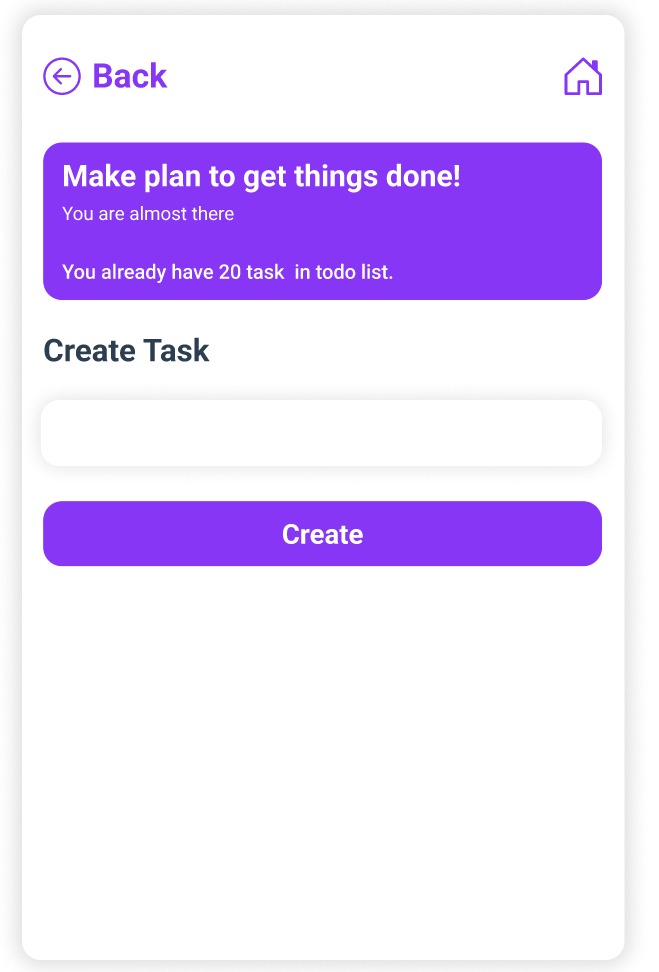 Back
Make plan to get things done!
You are almost there
You already have 20 task  in todo list.
Create Task
Create